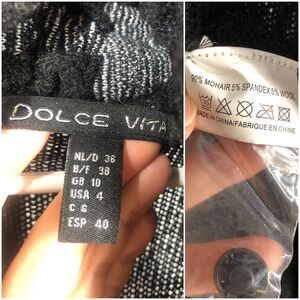 DOLCE VITA
NL/D 36
B/F 38
GB 10
USA 4
C 6
ESP 40
90% MOHAIR 5% SPANDEX 5% WOOL
MADE IN CHINA/FABRIQUE EN CHINE